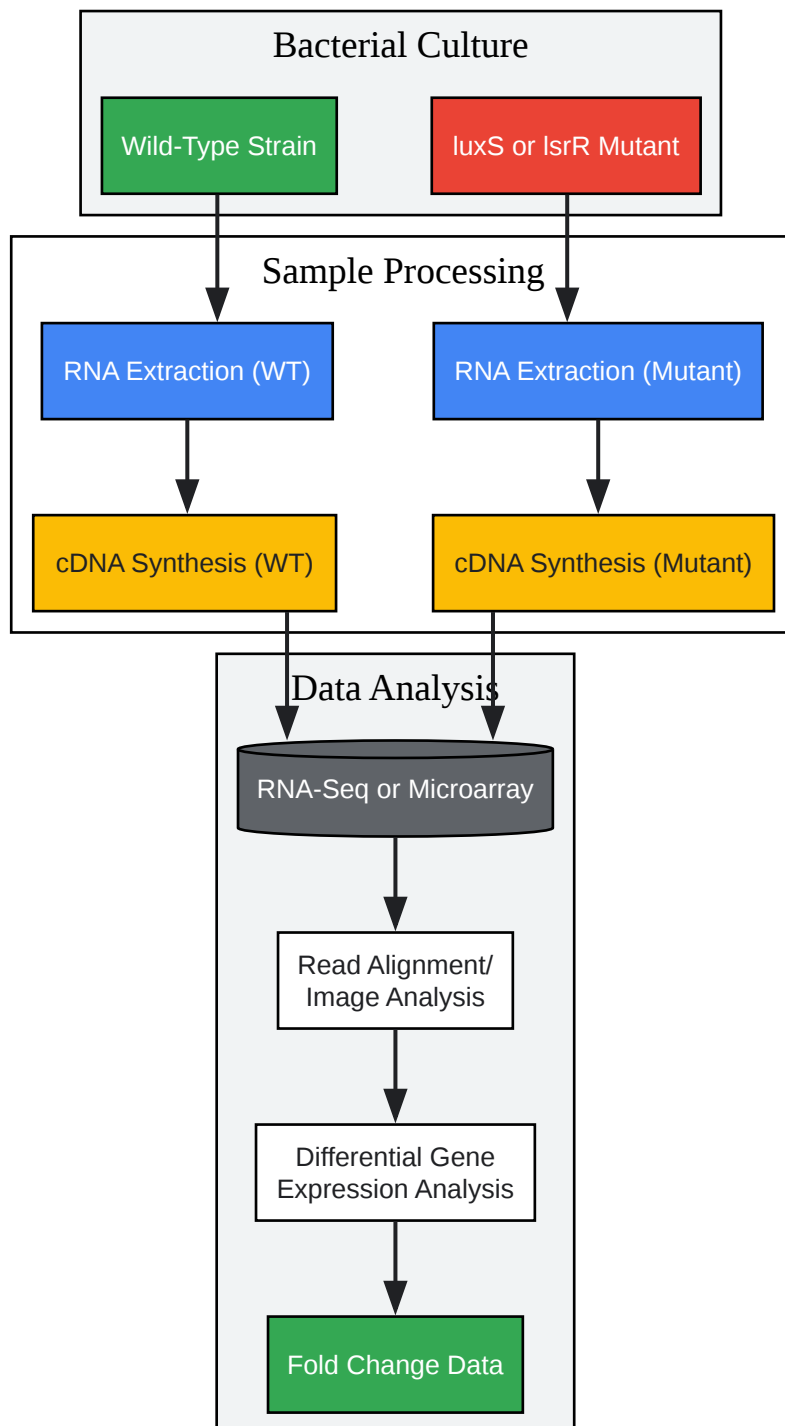 Bacterial Culture
Wild-Type Strain
luxS or lsrR Mutant
Sample Processing
RNA Extraction (WT)
RNA Extraction (Mutant)
cDNA Synthesis (WT)
cDNA Synthesis (Mutant)
Data Analysis
RNA-Seq or Microarray
Read Alignment/
Image Analysis
Differential Gene
Expression Analysis
Fold Change Data